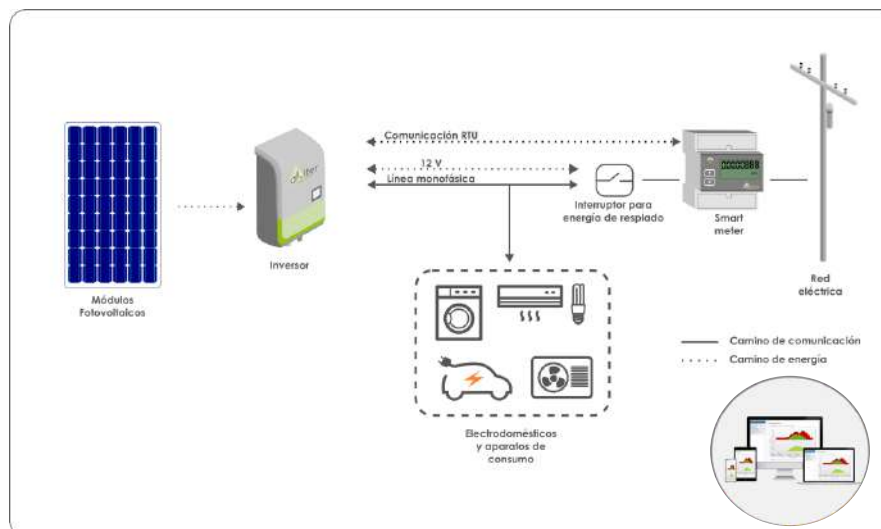 Comunicación RTU
12 V
Línea monofásica
Interruptor para
energía de respiado
Smart
meter
Inversor
Módulos
Fotovoltaicos
Red
eléctrica
Camino de comunicación
Camino de energía
Electrodomésticos
y aparatos de
consumo